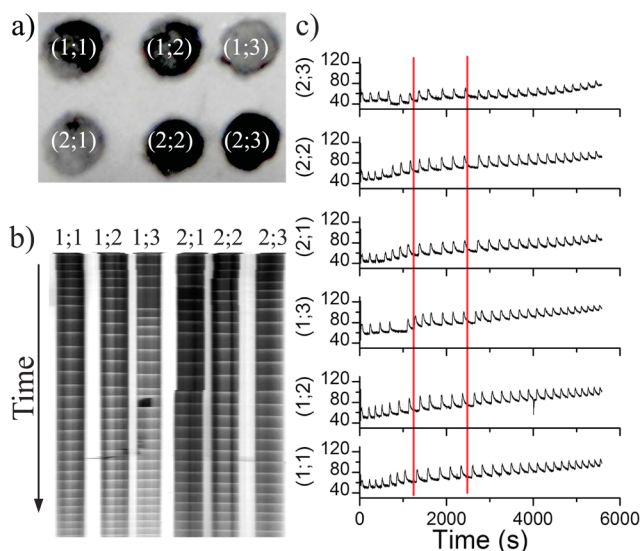 a)
(1;1) (1;2) (1;3)
(2;1) (2;2) (2;3)
b)
1;1 1;2 1;3 2;1 2;2 2;3
Time
c)
(2;3) 120 80 40
(2;2) 120 80 40
(2;1) 120 80 40
(1;3) 120 80 40
(1;2) 120 80 40
(1;1) 120 80 40
0 2000 4000 6000
Time (s)